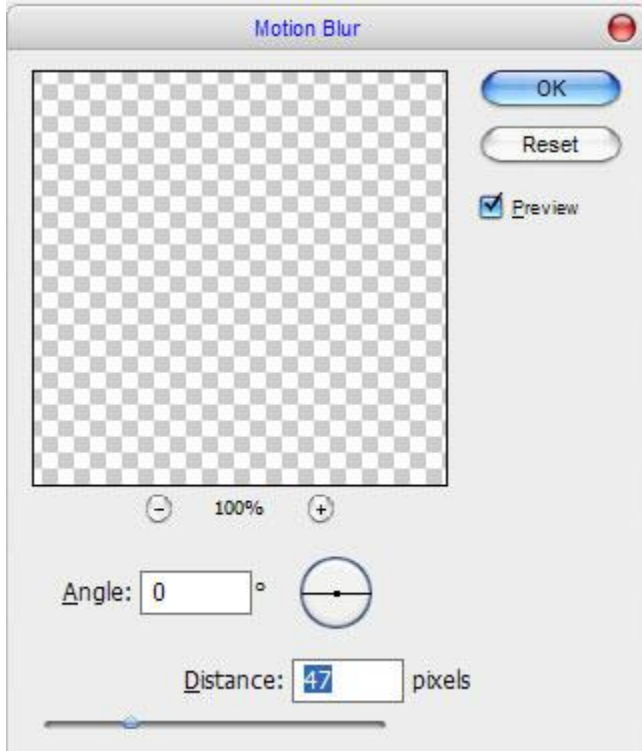 Motion Blur
OK
Reset
Preview
100%
Angle: 0 °
Distance: 47 pixels